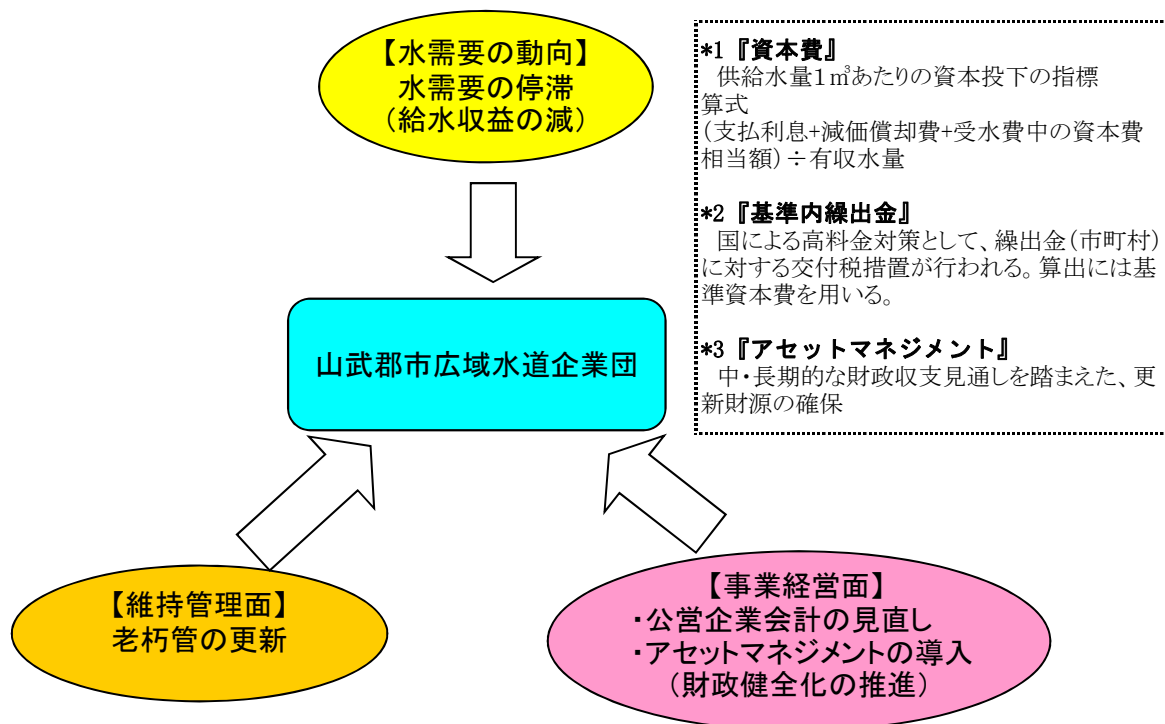 【水需要の動向】
水需要の停滞
(給水収益の減)
*1『資本費』
供給水量1㎥あたりの資本投下の指標
算式
(支払利息+減価償却費+受水費中の資本費
相当額)÷有収水量
*2『基準内繰出金』
国による高料金対策として、繰出金(市町村)
に対する交付税措置が行われる。算出には基
準資本費を用いる。
*3『アセットマネジメント』
中・長期的な財政収支見通しを踏まえた、更
新財源の確保
山武郡市広域水道企業団
【維持管理面】
老朽管の更新
【事業経営面】
・公営企業会計の見直し
・アセットマネジメントの導入
(財政健全化の推進)